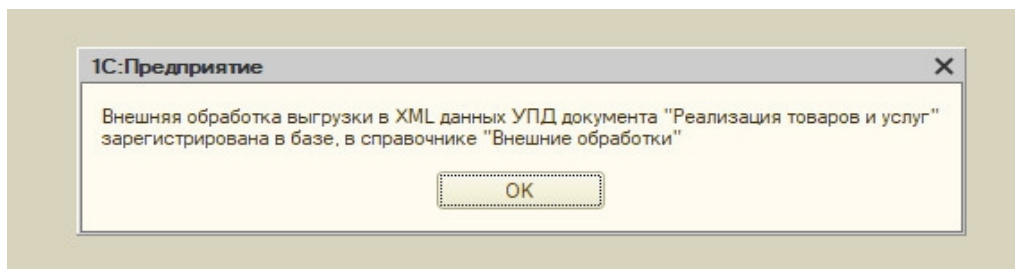 1С:Предприятие
Внешняя обработка выгрузки в XML данных УПД документа "Реализация товаров и услуг"
зарегистрирована в базе, в справочнике "Внешние обработки"
OK